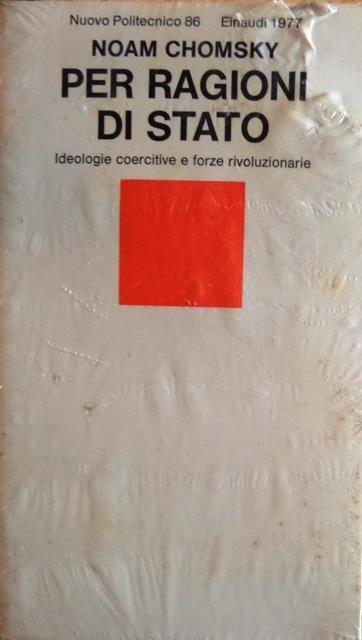 Nuovo Politecnico 86 Einaudi 1977
NOAM CHOMSKY
PER RAGIONI
DI STATO
Ideologie coercitive e forze rivoluzionarie